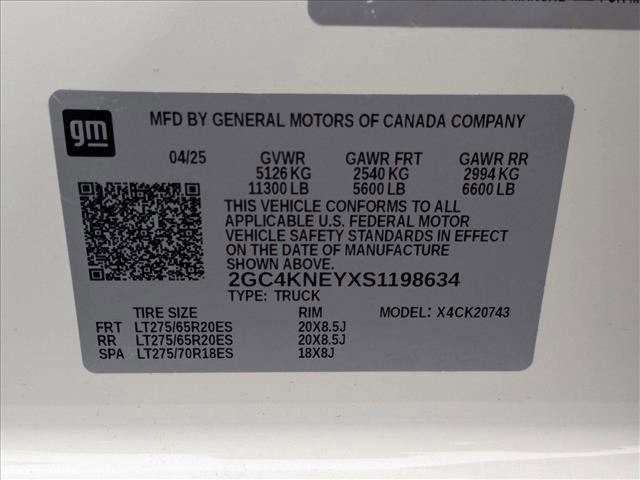 gm
MFD BY GENERAL MOTORS OF CANADA COMPANY
04/25 GVWR GAWR FRT GAWR RR
5126 KG 2540 KG 2994 KG
11300 LB 5600 LB 6600 LB
THIS VEHICLE CONFORMS TO ALL
APPLICABLE U.S. FEDERAL MOTOR
VEHICLE SAFETY STANDARDS IN EFFECT
ON THE DATE OF MANUFACTURE
SHOWN ABOVE.
2GC4KNEYXS1198634
TYPE: TRUCK MODEL: X4CK20743
TIRE SIZE RIM
FRT LT275/65R20ES 20X8.5J
RR LT275/65R20ES 20X8.5J
SPA LT275/70R18ES 18X8J